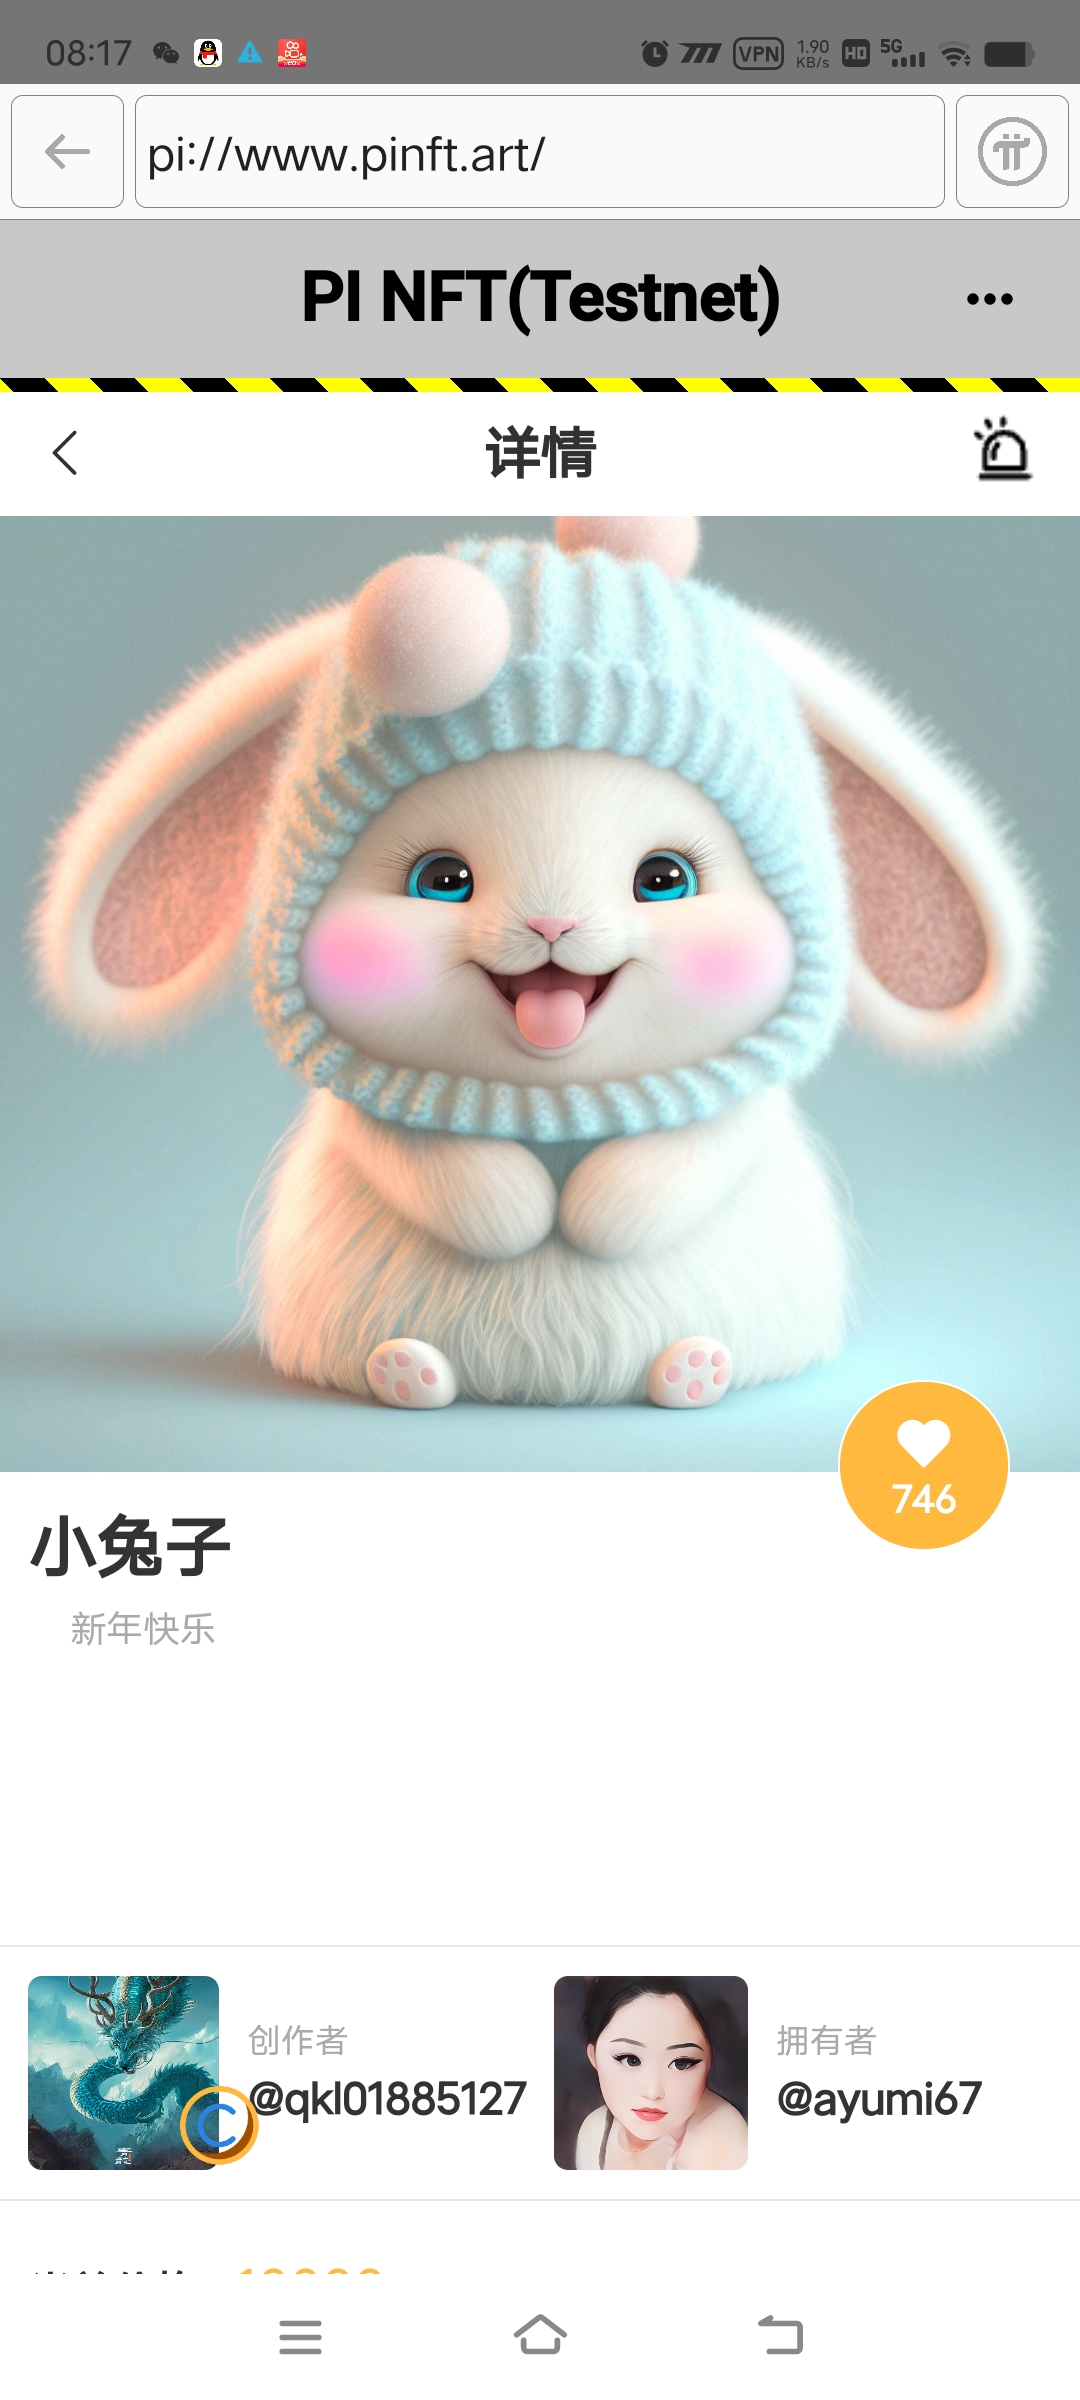 08:17
VPN
1.90
KB/s
HD
5G
pi://www.pinft.art/
PI NFT(Testnet)
详情
746
小兔子
新年快乐
创作者
@qkl01885127
拥有者
@ayumi67